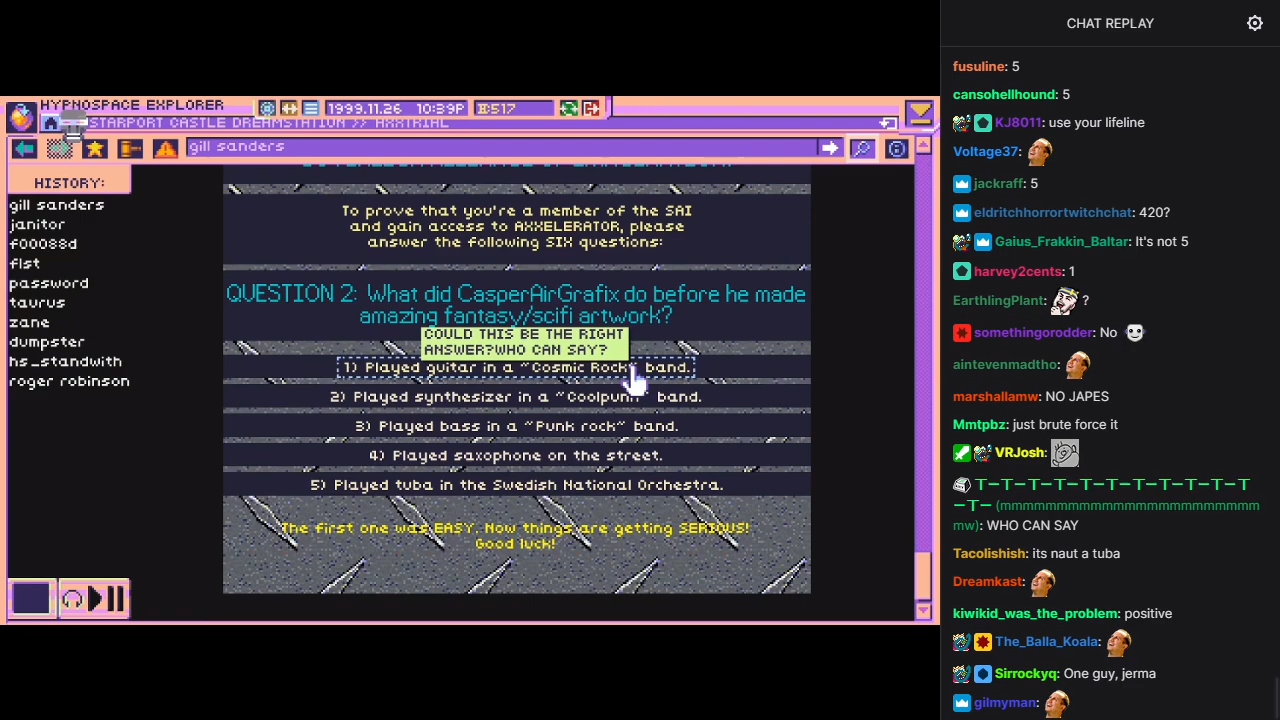 HYPNOSPACE EXPLORER
1999.11.26 10:39P
517
STARPORT CASTLE DREAMSTATION >> AXXTRIAL
gill sanders
HISTORY:
gill sanders
janitor
f00088d
fist
password
taurus
zane
dumpster
hs_standwith
roger robinson
To prove that you're a member of the SAI
and gain access to AXXELERATOR, please
answer the following SIX questions:
QUESTION 2: What did CasperAirGrafix do before he made
amazing fantasy/scifi artwork?
COULD THIS BE THE RIGHT
ANSWER?WHO CAN SAY?
1) Played guitar in a ~Cosmic Rock~ band.
2) Played synthesizer in a ~Coolpunk~ band.
3) Played bass in a ~Punk rock~ band.
4) Played saxophone on the street.
5) Played tuba in the Swedish National Orchestra.
The first one was EASY. Now things are getting SERIOUS!
Good luck!
CHAT REPLAY
fusuline: 5
cansohellhound: 5
KJ8011: use your lifeline
Voltage37:
jackraff: 5
eldritchhorrortwitchchat: 420?
Gaius_Frakkin_Baltar: It's not 5
harvey2cents: 1
EarthlingPlant: ?
somethingorodder: No
aintevenmadtho:
marshallamw: NO JAPES
Mmtpbz: just brute force it
VRJosh:
(mmmmmmmmmmmmmmmmmmmmmm
mw): WHO CAN SAY
Tacolishish: its naut a tuba
Dreamkast:
kiwikid_was_the_problem: positive
The_Balla_Koala:
Sirrockyq: One guy, jerma
gilmyman: